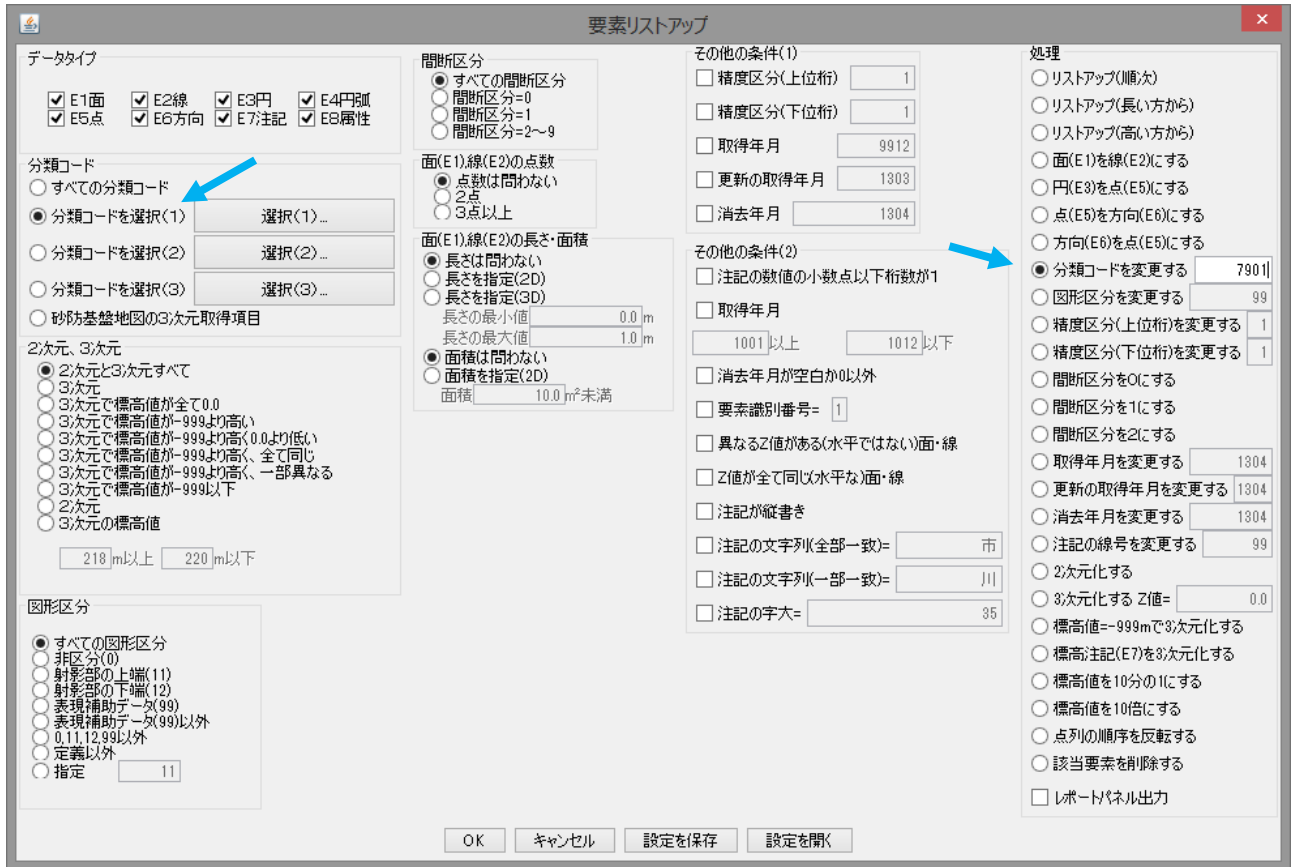 要素リストアップ
データタイプ
E1面 E2線 E3円 E4円弧
E5点 E6方向 E7注記 E8属性
分類コード
すべての分類コード
分類コードを選択(1) 選択(1)...
分類コードを選択(2) 選択(2)...
分類コードを選択(3) 選択(3)...
砂防基盤地図の3次元取得項目
2次元、3次元
2次元と3次元すべて
3次元
3次元で標高値が全て0.0
3次元で標高値が-999より高い
3次元で標高値が-999より高く0.0より低い
3次元で標高値が-999より高く、全て同じ
3次元で標高値が-999より高く、一部異なる
3次元で標高値が-999以下
2次元
3次元の標高値
218 m以上 220 m以下
図形区分
すべての図形区分
非区分(0)
射影部の上端(11)
射影部の下端(12)
表現補助データ(99)
表現補助データ(99)以外
0,11,12,99以外
定義以外
指定 11
間断区分
すべての間断区分
間断区分=0
間断区分=1
間断区分=2～9
面(E1),線(E2)の点数
点数は問わない
2点
3点以上
面(E1),線(E2)の長さ・面積
長さは問わない
長さを指定(2D)
長さを指定(3D)
長さの最小値 0.0 m
長さの最大値 1.0 m
面積は問わない
面積を指定(2D)
面積 10.0 m²未満
その他の条件(1)
精度区分(上位桁) 1
精度区分(下位桁) 1
取得年月 9912
更新の取得年月 1303
消去年月 1304
その他の条件(2)
注記の数値の小数点以下桁数が1
取得年月
1001 以上 1012 以下
消去年月が空白か0以外
要素識別番号= 1
異なるZ値がある(水平ではない)面・線
Z値が全て同じ(水平な)面・線
注記が縦書き
注記の文字列(全部一致)= 市
注記の文字列(一部一致)= 川
注記の字大= 35
処理
リストアップ(順次)
リストアップ(長い方から)
リストアップ(高い方から)
面(E1)を線(E2)にする
円(E3)を点(E5)にする
点(E5)を方向(E6)にする
方向(E6)を点(E5)にする
分類コードを変更する 7901
図形区分を変更する 99
精度区分(上位桁)を変更する 1
精度区分(下位桁)を変更する 1
間断区分を0にする
間断区分を1にする
間断区分を2にする
取得年月を変更する 1304
更新の取得年月を変更する 1304
消去年月を変更する 1304
注記の線号を変更する 99
2次元化する
3次元化する Z値= 0.0
標高値=-999mで3次元化する
標高注記(E7)を3次元化する
標高値を10分の1にする
標高値を10倍にする
点列の順序を反転する
該当要素を削除する
レポートパネル出力
OK キャンセル 設定を保存 設定を開く